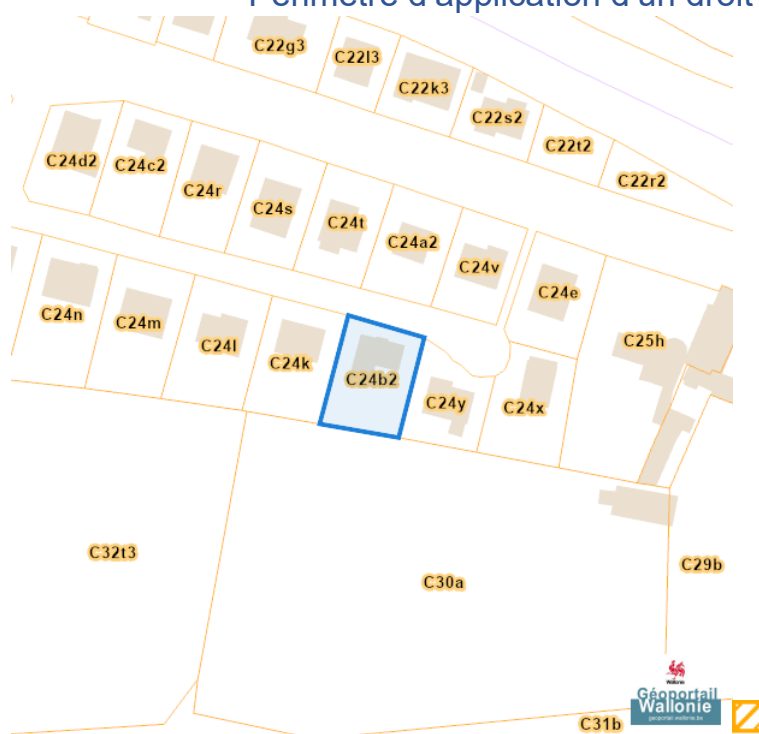 Périmètre d'application d'un droit
C22g3
C22l3
C22k3
C22s2
C22t2
C22r2
C24d2
C24c2
C24r
C24s
C24t
C24a2
C24v
C24e
C24n
C24m
C24l
C24k
C24b2
C24y
C24x
C25h
C32t3
C30a
C29b
C31b
Wallonie
Géoportail
Wallonie
geoportail.wallonie.be